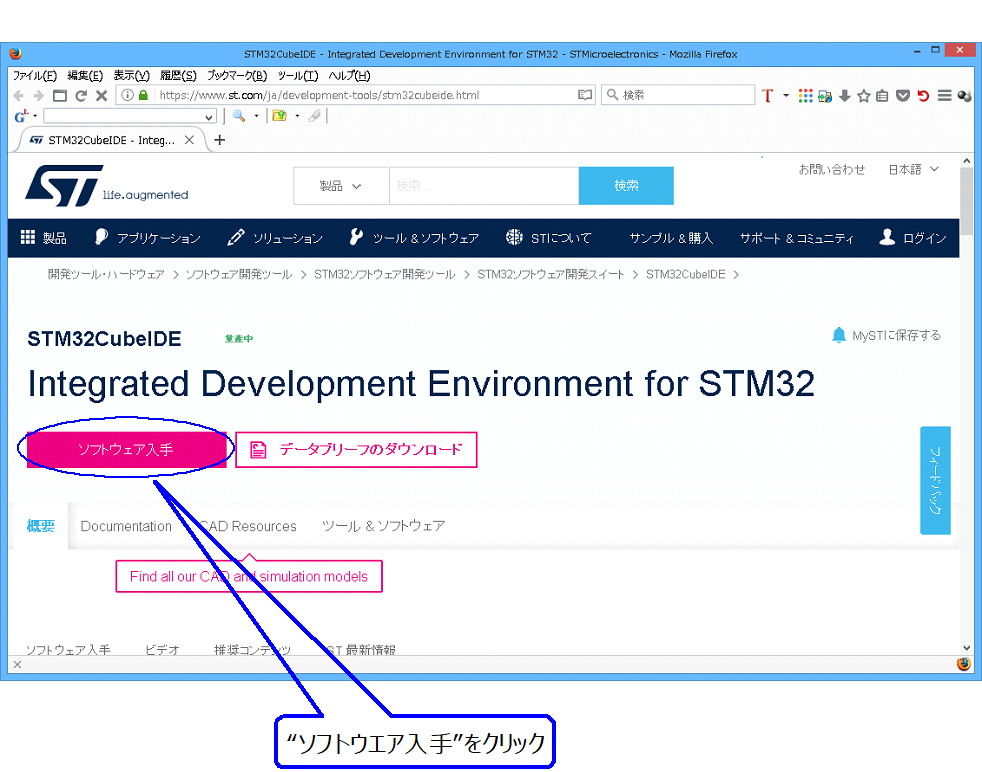 STM32CubeIDE - Integrated Development Environment for STM32 - STMicroelectronics - Mozilla Firefox
ファイル(F) 編集(E) 表示(V) 履歴(S) ブックマーク(B) ツール(T) ヘルプ(H)
https://www.st.com/ja/development-tools/stm32cubeide.html 検索
STM32CubeIDE - Integ...
お問い合わせ 日本語
ST life.augmented 製品 検索... 検索
製品 アプリケーション ソリューション ツール & ソフトウェア STについて サンプル & 購入 サポート & コミュニティ ログイン
開発ツール・ハードウェア > ソフトウェア開発ツール > STM32ソフトウェア開発ツール > STM32ソフトウェア開発スイート > STM32CubeIDE >
STM32CubeIDE 量産中 MySTに保存する
Integrated Development Environment for STM32
ソフトウェア入手 データブリーフのダウンロード
フィードバック
概要 Documentation CAD Resources ツール & ソフトウェア
Find all our CAD and simulation models
ソフトウェア入手 ビデオ 推奨コンテンツ ST 最新情報
“ソフトウエア入手”をクリック